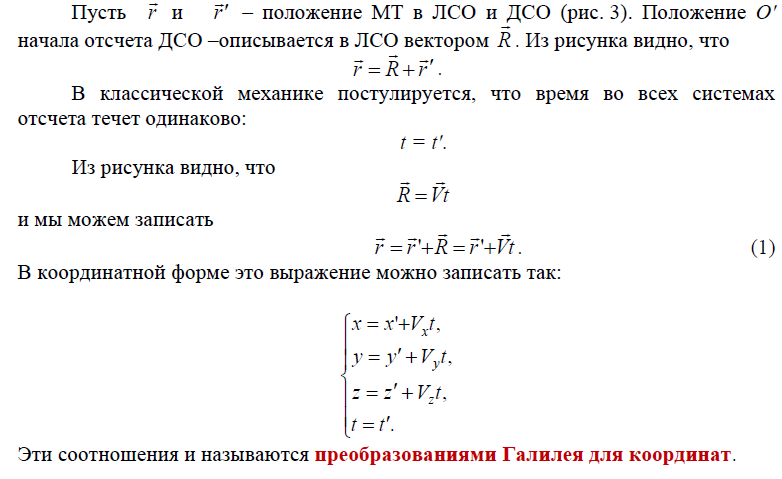 Пусть r⃗ и r⃗′ – положение МТ в ЛСО и ДСО (рис. 3). Положение O′
начала отсчета ДСО –описывается в ЛСО вектором R⃗. Из рисунка видно, что
r⃗ = R⃗ + r⃗′.
В классической механике постулируется, что время во всех системах
отсчета течет одинаково:
t = t′.
Из рисунка видно, что
R⃗ = V⃗t
и мы можем записать
r⃗ = r⃗'+R⃗ = r⃗'+V⃗t. (1)
В координатной форме это выражение можно записать так:
x = x'+Vₓt,
y = y′ + V_y t,
z = z′ + V_z t,
t = t′.
Эти соотношения и называются преобразованиями Галилея для координат.